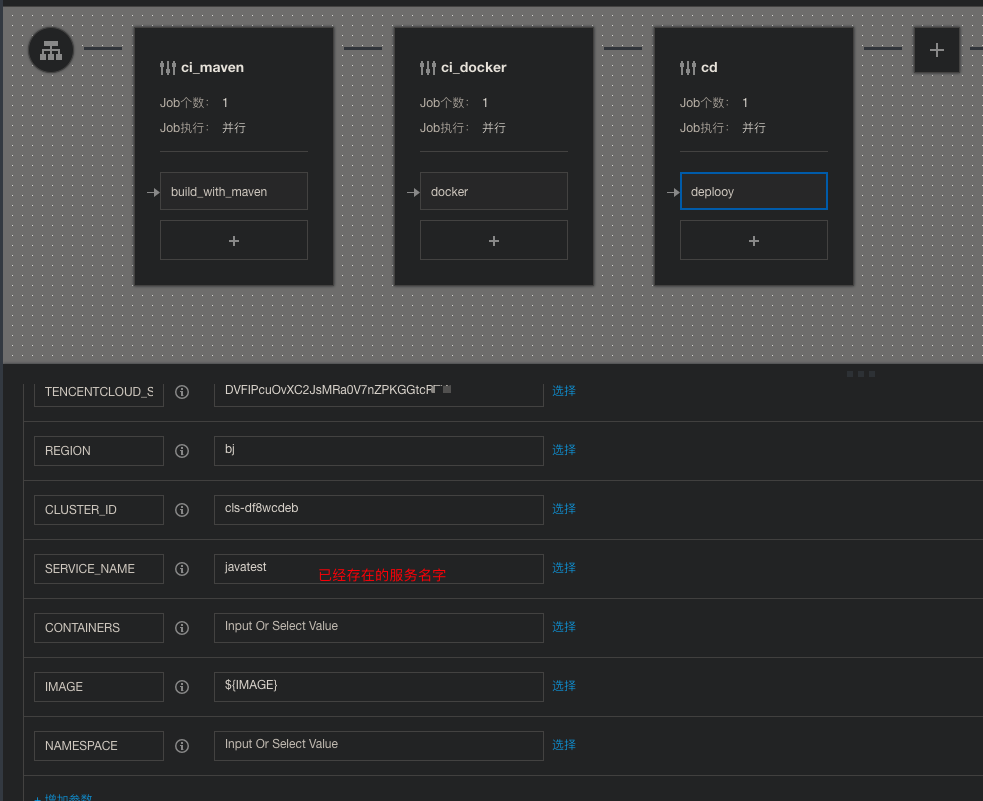 ci_maven
Job个数： 1
Job执行： 并行
build_with_maven
+
ci_docker
Job个数： 1
Job执行： 并行
docker
+
cd
Job个数： 1
Job执行： 并行
deplooy
+
+
TENCENTCLOUD_S 选择
REGION bj 选择
CLUSTER_ID cls-df8wcdeb 选择
SERVICE_NAME javatest 已经存在的服务名字 选择
CONTAINERS Input Or Select Value 选择
IMAGE ${IMAGE} 选择
NAMESPACE Input Or Select Value 选择
+ 增加参数